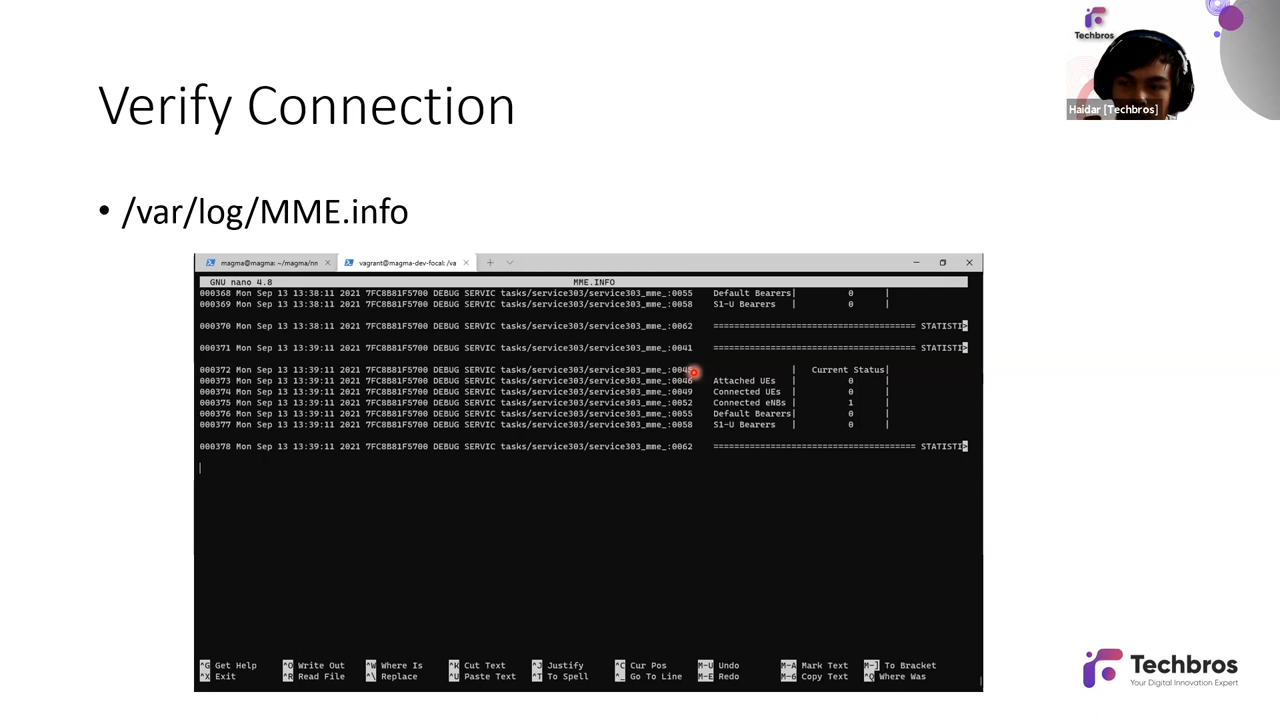 Techbros
Haidar [Techbros]
Verify Connection
• /var/log/MME.info
magma@magma: ~/magma/nn × vagrant@magma-dev-focal: /va ×
GNU nano 4.8 MME.INFO
000368 Mon Sep 13 13:38:11 2021 7FC8B81F5700 DEBUG SERVIC tasks/service303/service303_mme_:0055 Default Bearers| 0 |
000369 Mon Sep 13 13:38:11 2021 7FC8B81F5700 DEBUG SERVIC tasks/service303/service303_mme_:0058 S1-U Bearers | 0 |
000370 Mon Sep 13 13:38:11 2021 7FC8B81F5700 DEBUG SERVIC tasks/service303/service303_mme_:0062 ======================================= STATISTI>
000371 Mon Sep 13 13:39:11 2021 7FC8B81F5700 DEBUG SERVIC tasks/service303/service303_mme_:0041 ======================================= STATISTI>
000372 Mon Sep 13 13:39:11 2021 7FC8B81F5700 DEBUG SERVIC tasks/service303/service303_mme_:0045 | Current Status|
000373 Mon Sep 13 13:39:11 2021 7FC8B81F5700 DEBUG SERVIC tasks/service303/service303_mme_:0046 Attached UEs | 0 |
000374 Mon Sep 13 13:39:11 2021 7FC8B81F5700 DEBUG SERVIC tasks/service303/service303_mme_:0049 Connected UEs | 0 |
000375 Mon Sep 13 13:39:11 2021 7FC8B81F5700 DEBUG SERVIC tasks/service303/service303_mme_:0052 Connected eNBs | 1 |
000376 Mon Sep 13 13:39:11 2021 7FC8B81F5700 DEBUG SERVIC tasks/service303/service303_mme_:0055 Default Bearers| 0 |
000377 Mon Sep 13 13:39:11 2021 7FC8B81F5700 DEBUG SERVIC tasks/service303/service303_mme_:0058 S1-U Bearers | 0 |
000378 Mon Sep 13 13:39:11 2021 7FC8B81F5700 DEBUG SERVIC tasks/service303/service303_mme_:0062 ======================================= STATISTI>
^G Get Help ^O Write Out ^W Where Is ^K Cut Text ^J Justify ^C Cur Pos M-U Undo M-A Mark Text M-] To Bracket
^X Exit ^R Read File ^\ Replace ^U Paste Text ^T To Spell ^_ Go To Line M-E Redo M-6 Copy Text ^Q Where Was
Techbros
Your Digital Innovation Expert